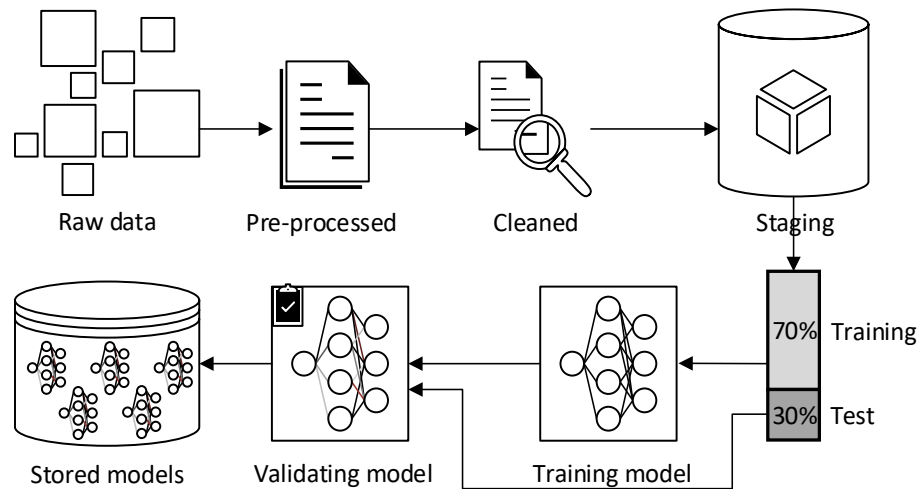 Raw data
Pre-processed
Cleaned
Staging
70%
Training
30%
Test
Stored models
Validating model
Training model